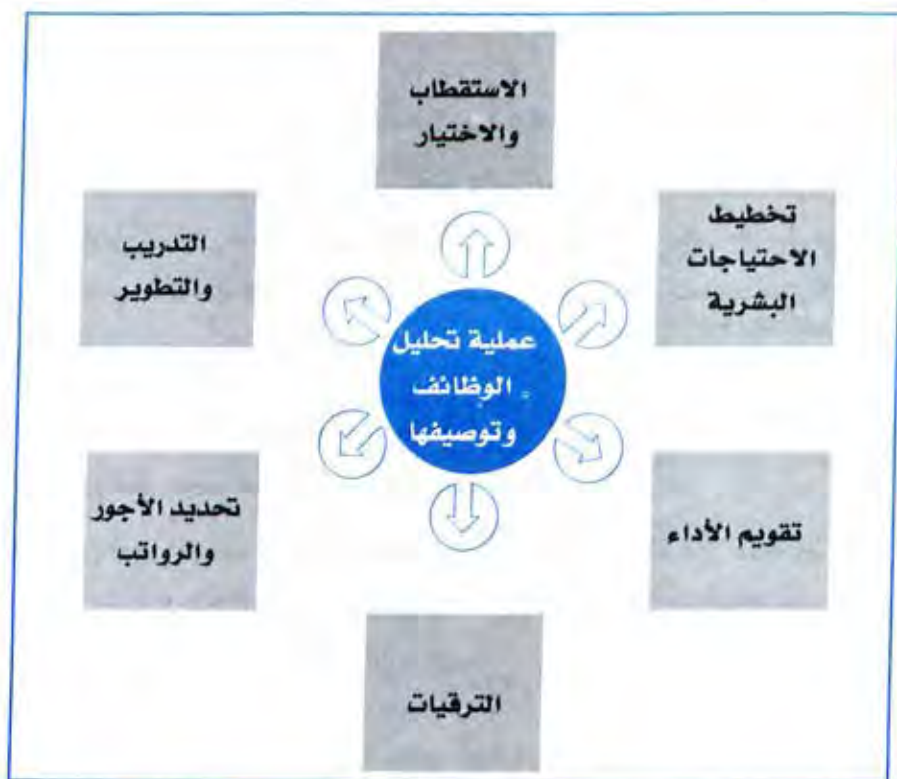 الاستقطاب
والاختيار
تخطيط
الاحتياجات
البشرية
التدريب
والتطوير
عملية تحليل
الوظائف
وتوصيفها
تقويم الأداء
تحديد الأجور
والرواتب
الترقيات